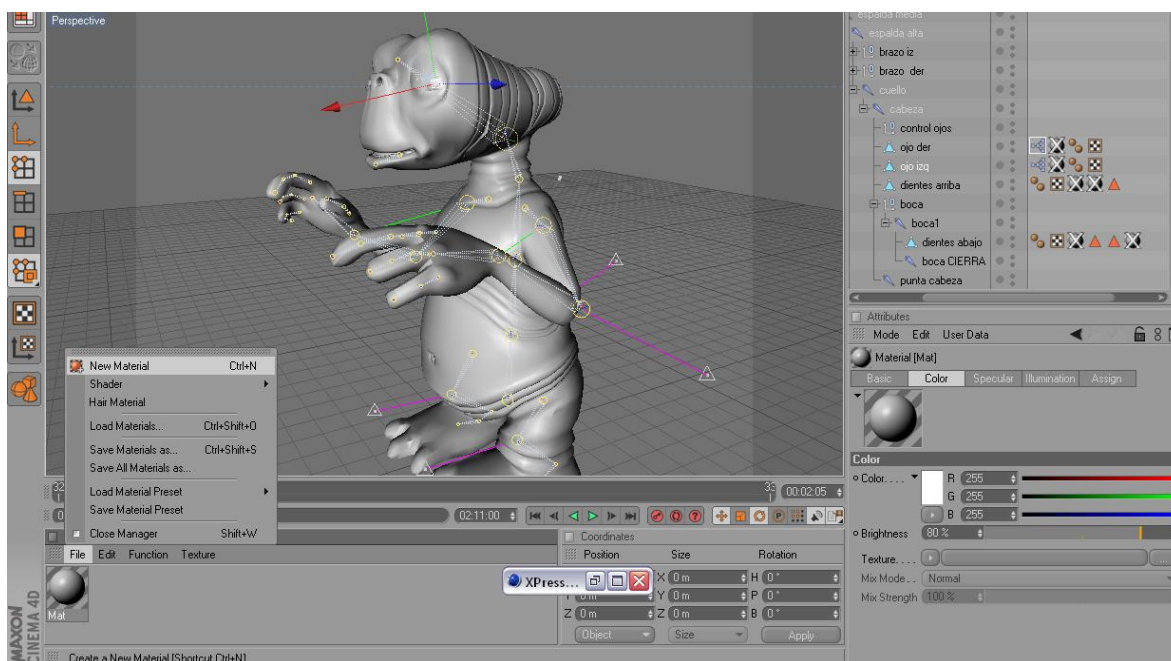 Perspective
espalda media
espalda alta
brazo iz
brazo der
cuello
cabeza
control ojos
ojo der
ojo izq
dientes arriba
boca
boca1
dientes abajo
boca CIERRA
punta cabeza
Attributes
Mode Edit User Data
Material [Mat]
Basic Color Specular Illumination Assign
Color
Color. . . . R 255
G 255
B 255
Brightness 80 %
Texture. . . .
Mix Mode . . Normal
Mix Strength 100 %
New Material Ctrl+N
Shader
Hair Material
Load Materials... Ctrl+Shift+O
Save Materials as... Ctrl+Shift+S
Save All Materials as...
Load Material Preset
Save Material Preset
Close Manager Shift+W
File Edit Function Texture
Mat
32
33 00:02:05
0 02:11:00
Coordinates
Position Size Rotation
XPress...
X 0 m H 0 °
Y 0 m P 0 °
Z 0 m Z 0 m B 0 °
Object Size Apply
MAXON
CINEMA 4D
Create a New Material [Shortcut Ctrl+N]